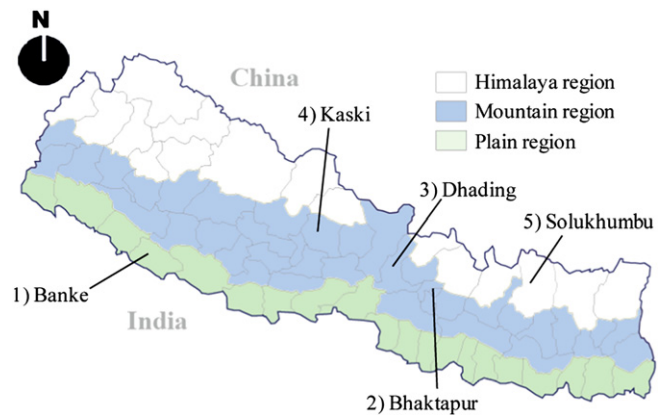 N
China
Himalaya region
Mountain region
Plain region
4) Kaski
3) Dhading
5) Solukhumbu
1) Banke
India
2) Bhaktapur